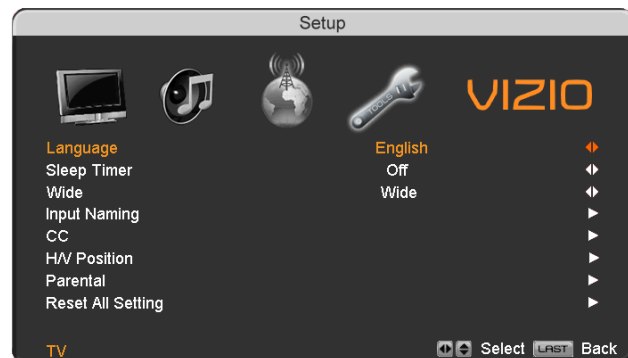 Setup
TOOLS
VIZIO
Language English
Sleep Timer Off
Wide Wide
Input Naming
CC
H/V Position
Parental
Reset All Setting
TV Select LAST Back